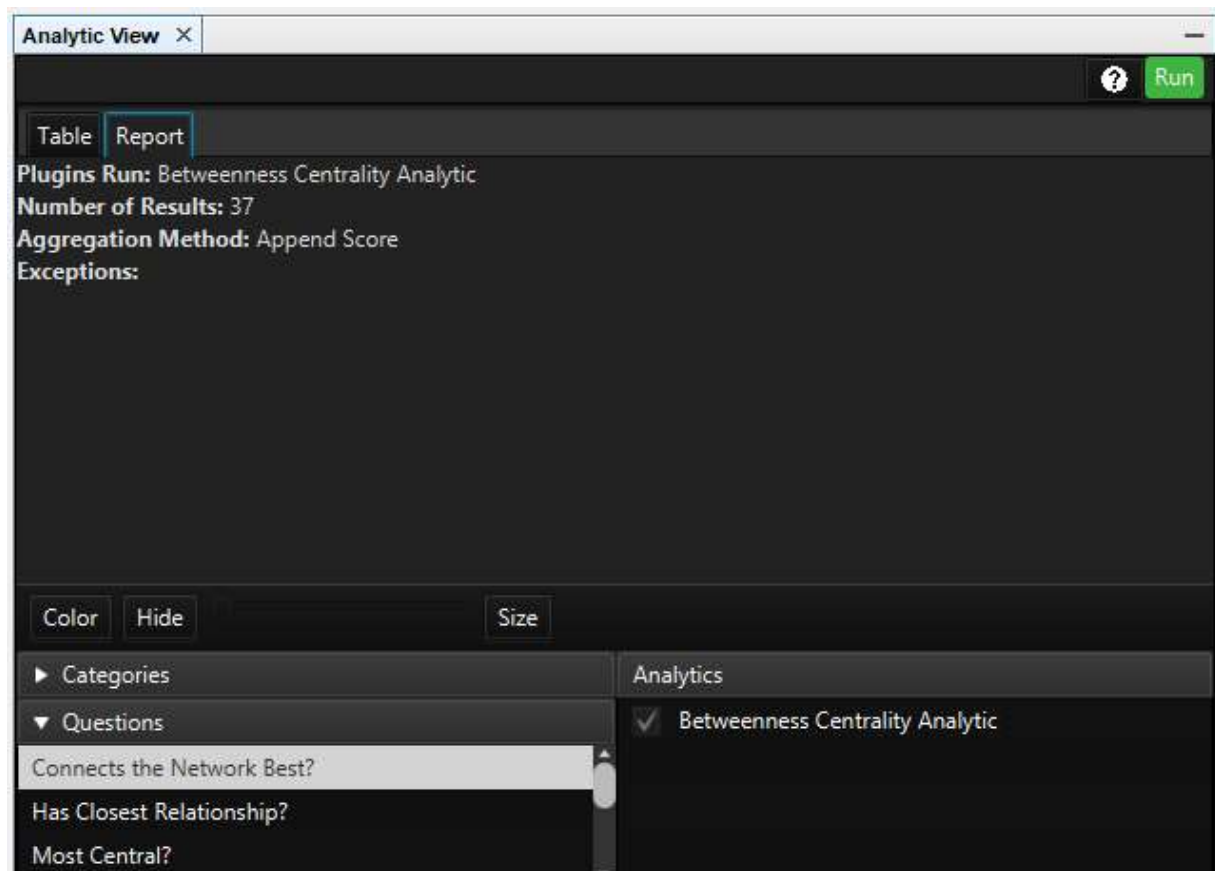 Analytic View
Run
Table Report
Plugins Run: Betweenness Centrality Analytic
Number of Results: 37
Aggregation Method: Append Score
Exceptions:
Color Hide Size
Categories Analytics
Questions Betweenness Centrality Analytic
Connects the Network Best?
Has Closest Relationship?
Most Central?